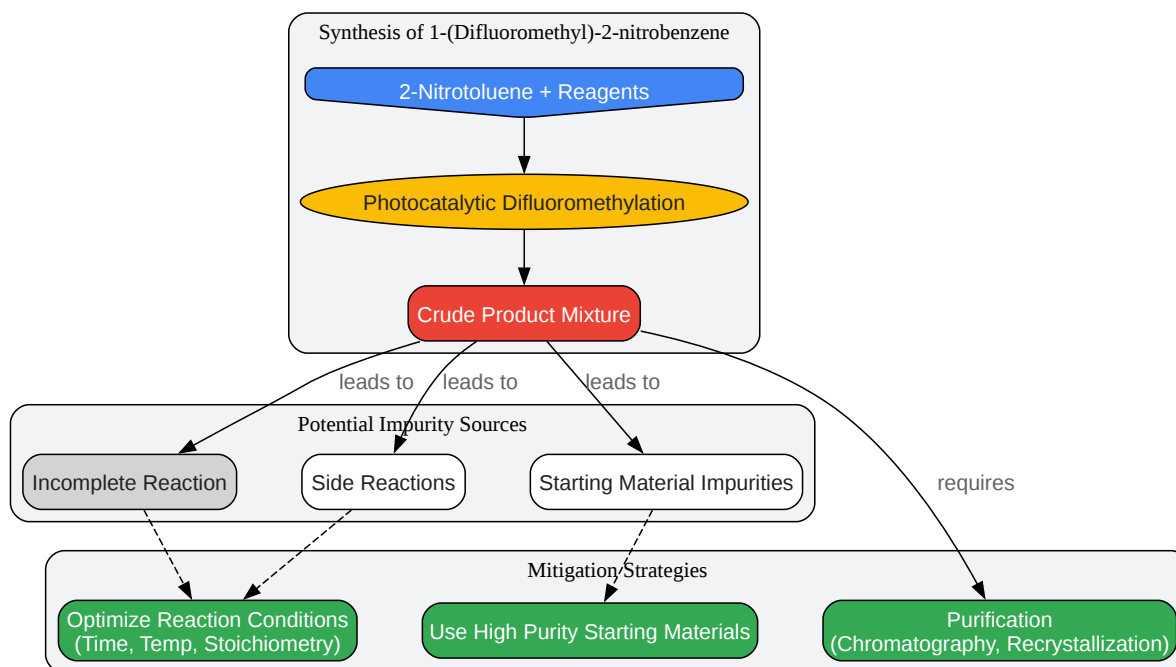 Synthesis of 1-(Difluoromethyl)-2-nitrobenzene
2-Nitrotoluene + Reagents
Photocatalytic Difluoromethylation
Crude Product Mixture
leads to
leads to
leads to
Potential Impurity Sources
Incomplete Reaction
Side Reactions
Starting Material Impurities
requires
Mitigation Strategies
Optimize Reaction Conditions
(Time, Temp, Stoichiometry)
Use High Purity Starting Materials
Purification
(Chromatography, Recrystallization)